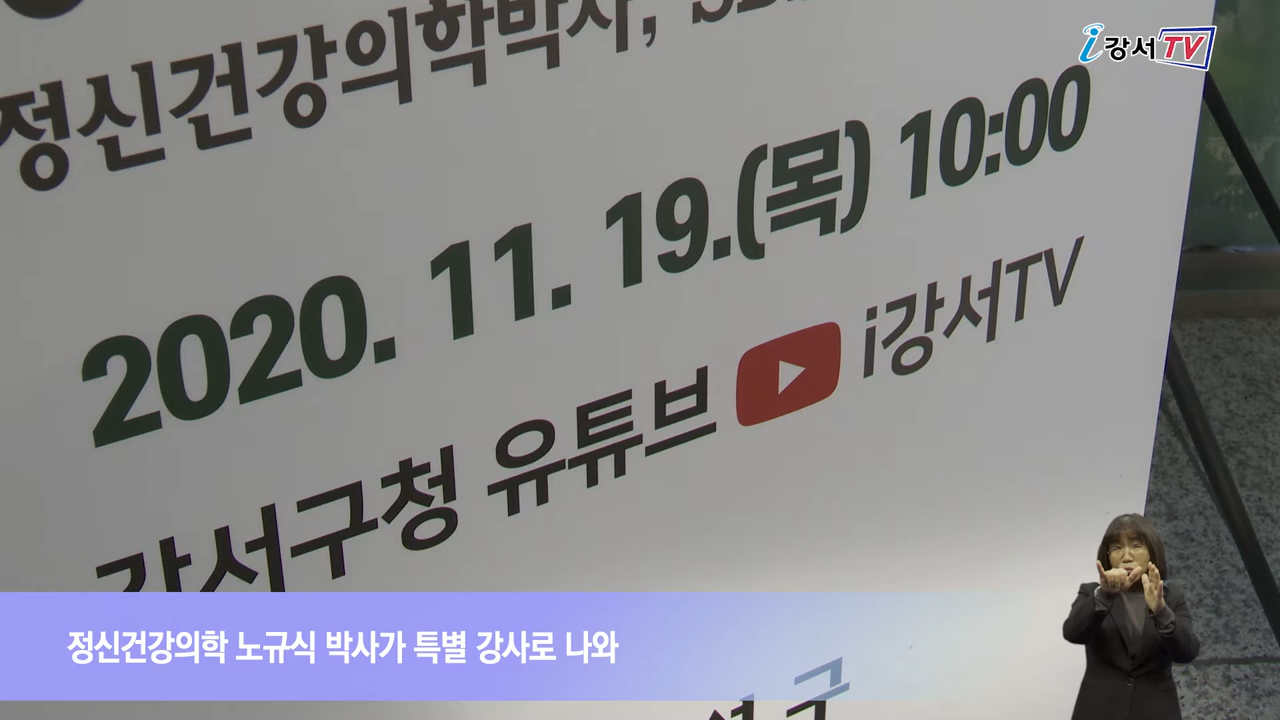 i강서TV
정신건강의학박사,
2020. 11. 19.(목) 10:00
강서구청 유튜브 i강서TV
정신건강의학 노규식 박사가 특별 강사로 나와